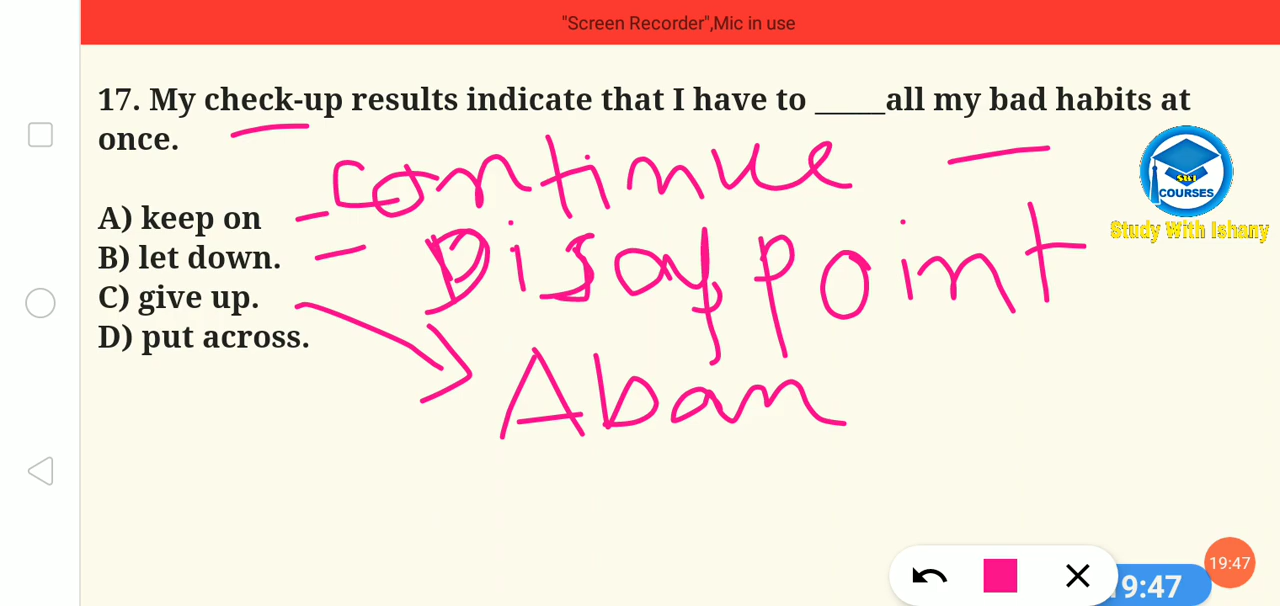 "Screen Recorder",Mic in use
17. My check-up results indicate that I have to _____all my bad habits at
once.
continue
A) keep on
B) let down.
Disappoint
C) give up.
D) put across.
Aban
SBI
COURSES
Study With Ishany
19:47
9:47